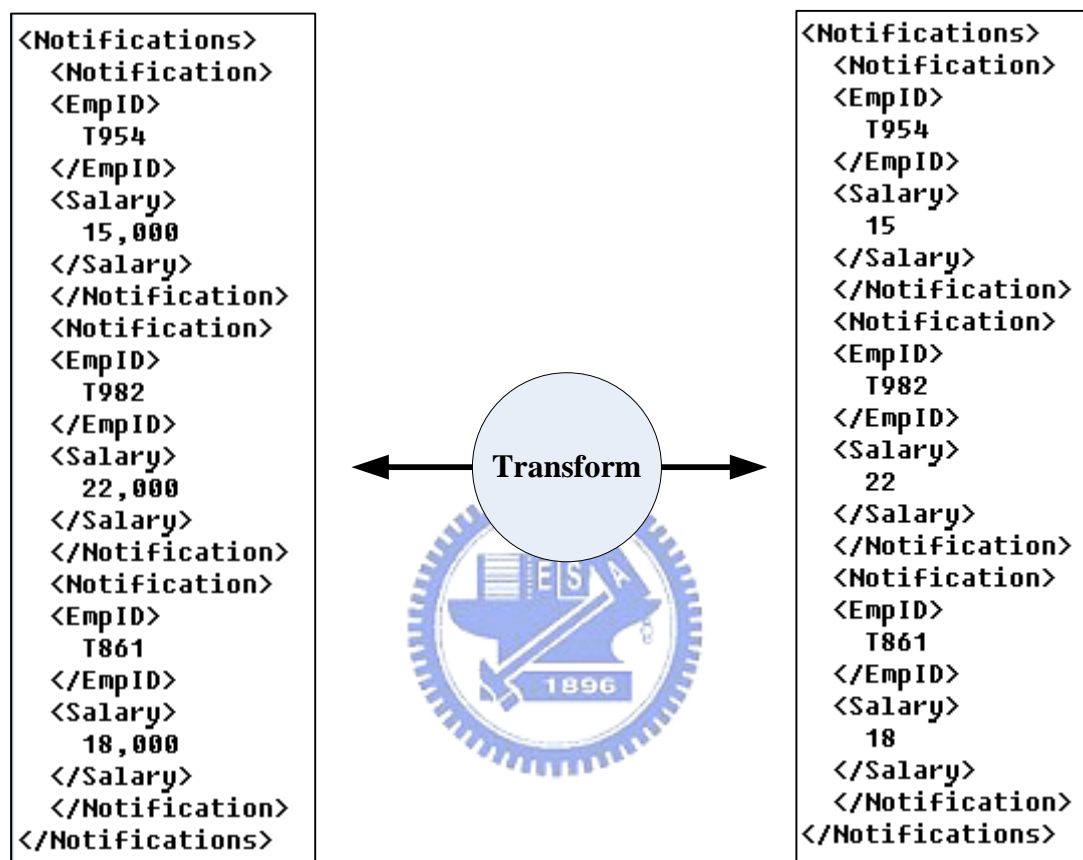 <Notifications>
<Notification>
<EmpID>
T954
</EmpID>
<Salary>
15,000
</Salary>
</Notification>
<Notification>
<EmpID>
T982
</EmpID>
<Salary>
22,000
</Salary>
</Notification>
<Notification>
<EmpID>
T861
</EmpID>
<Salary>
18,000
</Salary>
</Notification>
</Notifications>
Transform
E S A
1896
<Notifications>
<Notification>
<EmpID>
T954
</EmpID>
<Salary>
15
</Salary>
</Notification>
<Notification>
<EmpID>
T982
</EmpID>
<Salary>
22
</Salary>
</Notification>
<Notification>
<EmpID>
T861
</EmpID>
<Salary>
18
</Salary>
</Notification>
</Notifications>